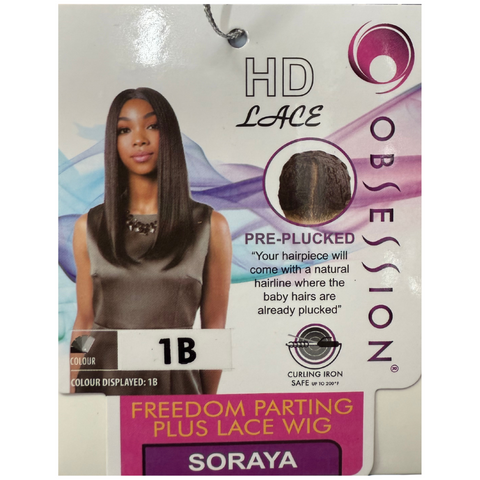 HD
LACE
OBSESSION®
PRE-PLUCKED
"Your hairpiece will
come with a natural
hairline where the
baby hairs are
already plucked"
CURLING IRON
SAFE UP TO 200°F
COLOUR
1B
COLOUR DISPLAYED: 1B
FREEDOM PARTING
PLUS LACE WIG
SORAYA